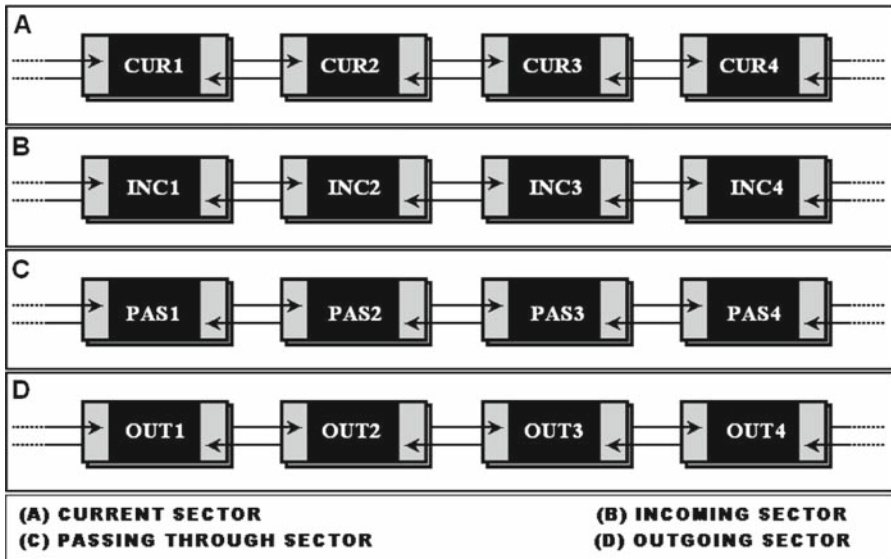 A
CUR1 CUR2 CUR3 CUR4
B
INC1 INC2 INC3 INC4
C
PAS1 PAS2 PAS3 PAS4
D
OUT1 OUT2 OUT3 OUT4
(A) CURRENT SECTOR (B) INCOMING SECTOR
(C) PASSING THROUGH SECTOR (D) OUTGOING SECTOR